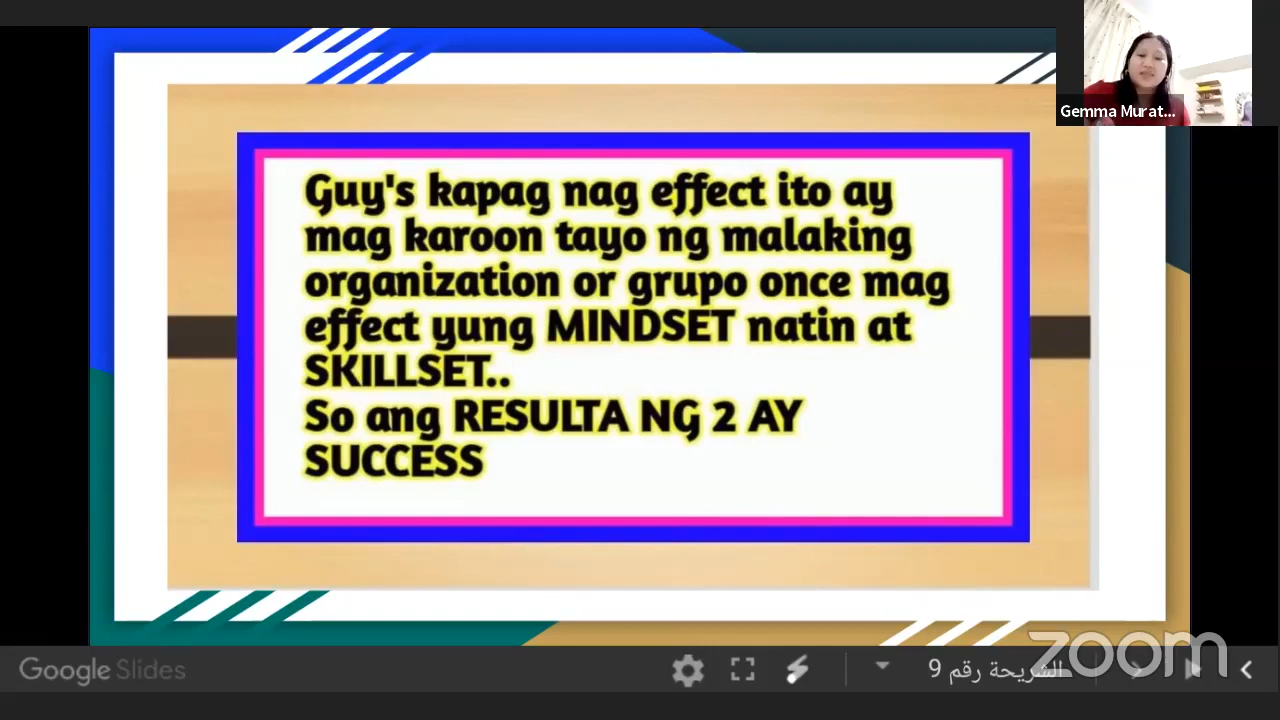 Gemma Murat...
Guy's kapag nag effect ito ay
mag karoon tayo ng malaking
organization or grupo once mag
effect yung MINDSET natin at
SKILLSET..
So ang RESULTA NG 2 AY
SUCCESS
Google Slides
الشريحة رقم 9
zoom